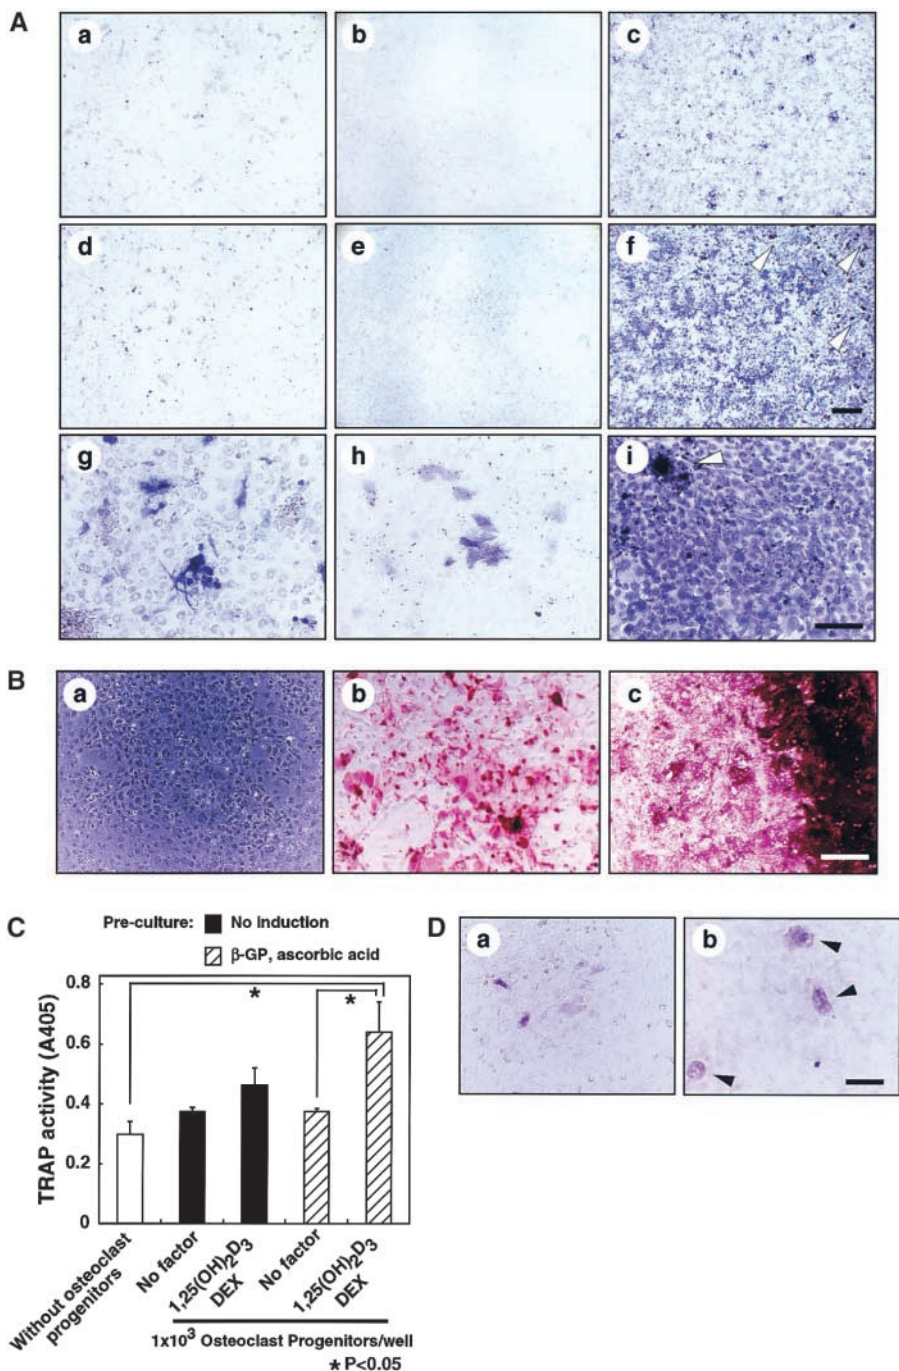 A
a
b
c
d
e
f
g
h
i
B
a
b
c
C
Pre-culture: No induction
β-GP, ascorbic acid
TRAP activity (A405)
0.8
0.6
0.4
0.2
0
*
*
Without osteoclast
progenitors
No factor
1,25(OH)₂D₃
DEX
No factor
1,25(OH)₂D₃
DEX
1x10³ Osteoclast Progenitors/well
* P<0.05
D
a
b